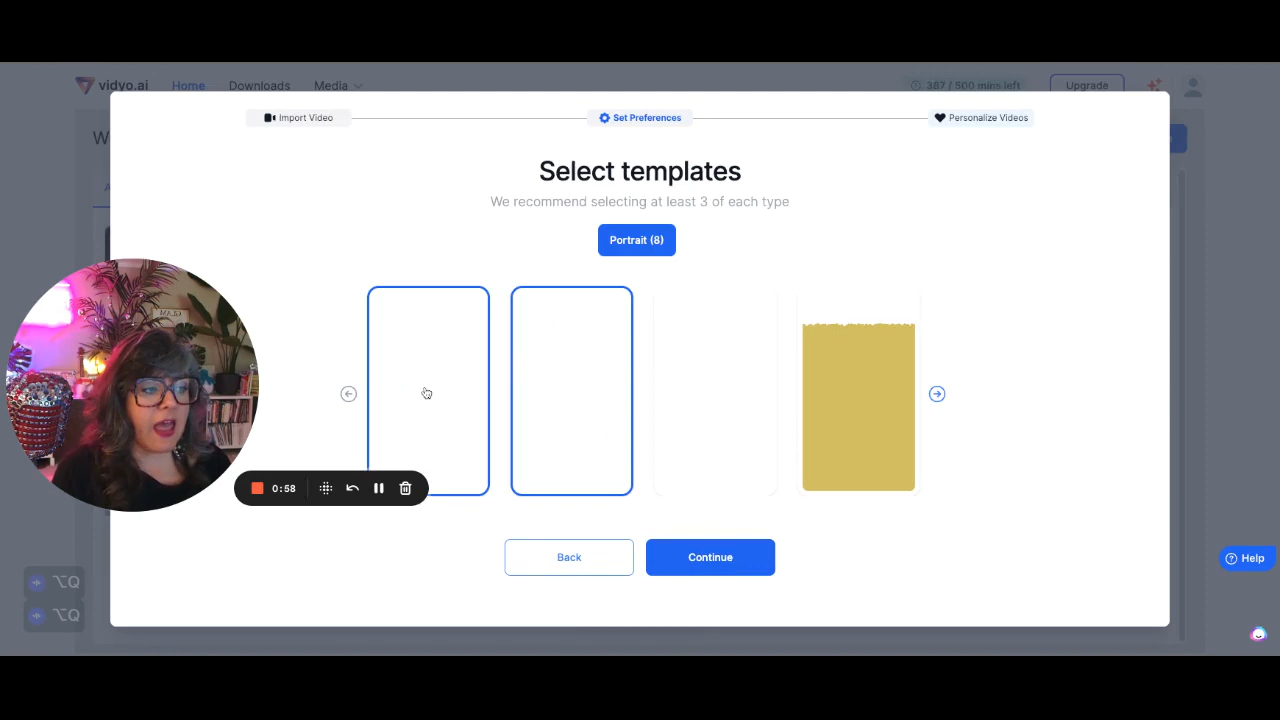 vidyo.ai
Home
Downloads
Media
387 / 500 mins left
Upgrade
Import Video
Set Preferences
Personalize Videos
W
Select templates
We recommend selecting at least 3 of each type
Portrait (8)
0:58
Back
Continue
Help
⌥Q
⌥Q